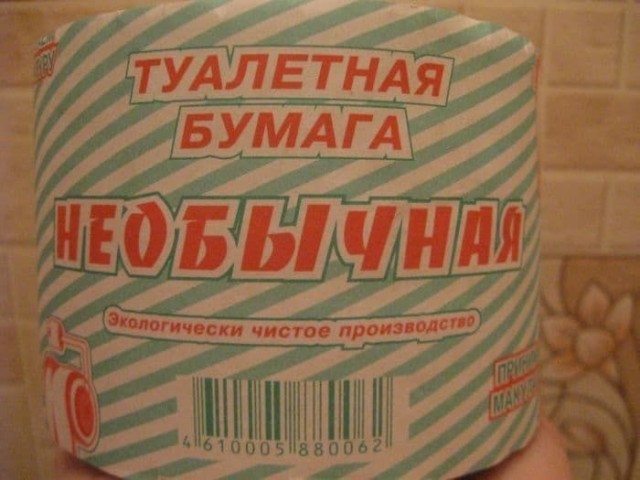 ТУАЛЕТНАЯ
БУМАГА
НЕОБЫЧНАЯ
Экологически чистое производство
4 610005 880062